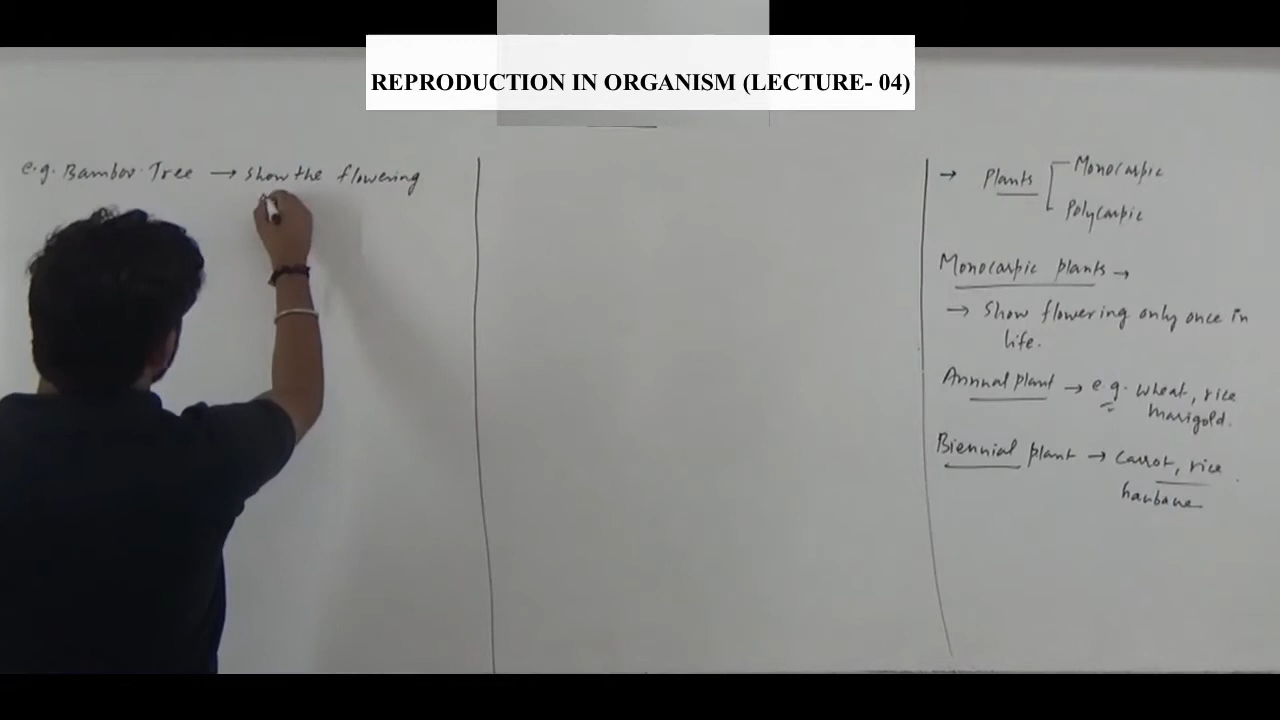 REPRODUCTION IN ORGANISM (LECTURE- 04)
e.g. Bamboo Tree → show the flowering
→ Plants Monocarpic
Polycarpic
Monocarpic plants →
→ show flowering only once in
life.
Annual plant → e.g. wheat, rice
marigold.
Biennial plant → carrot, rice
hanbane